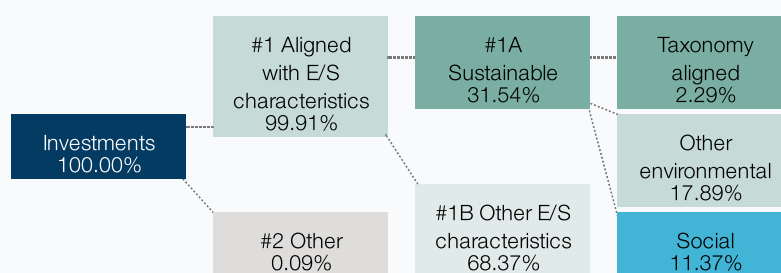 Investments
100.00%
#1 Aligned
with E/S
characteristics
99.91%
#2 Other
0.09%
#1A
Sustainable
31.54%
#1B Other E/S
characteristics
68.37%
Taxonomy
aligned
2.29%
Other
environmental
17.89%
Social
11.37%